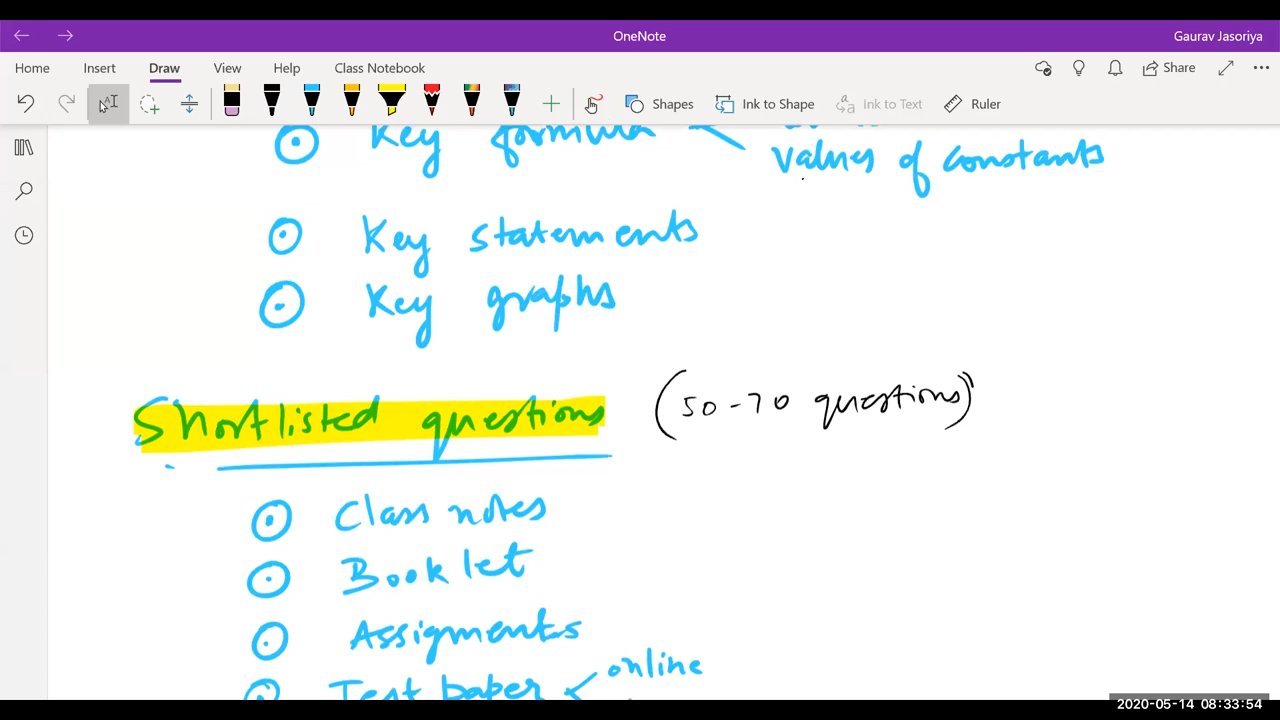 OneNote
Gaurav Jasoriya
Home Insert Draw View Help Class Notebook Share
Shapes Ink to Shape Ink to Text Ruler
Key formula
values of constants
Key statements
Key graphs
Shortlisted questions (50-70 questions)
Class notes
Booklet
Assigments
Test paper online
2020-05-14 08:33:54